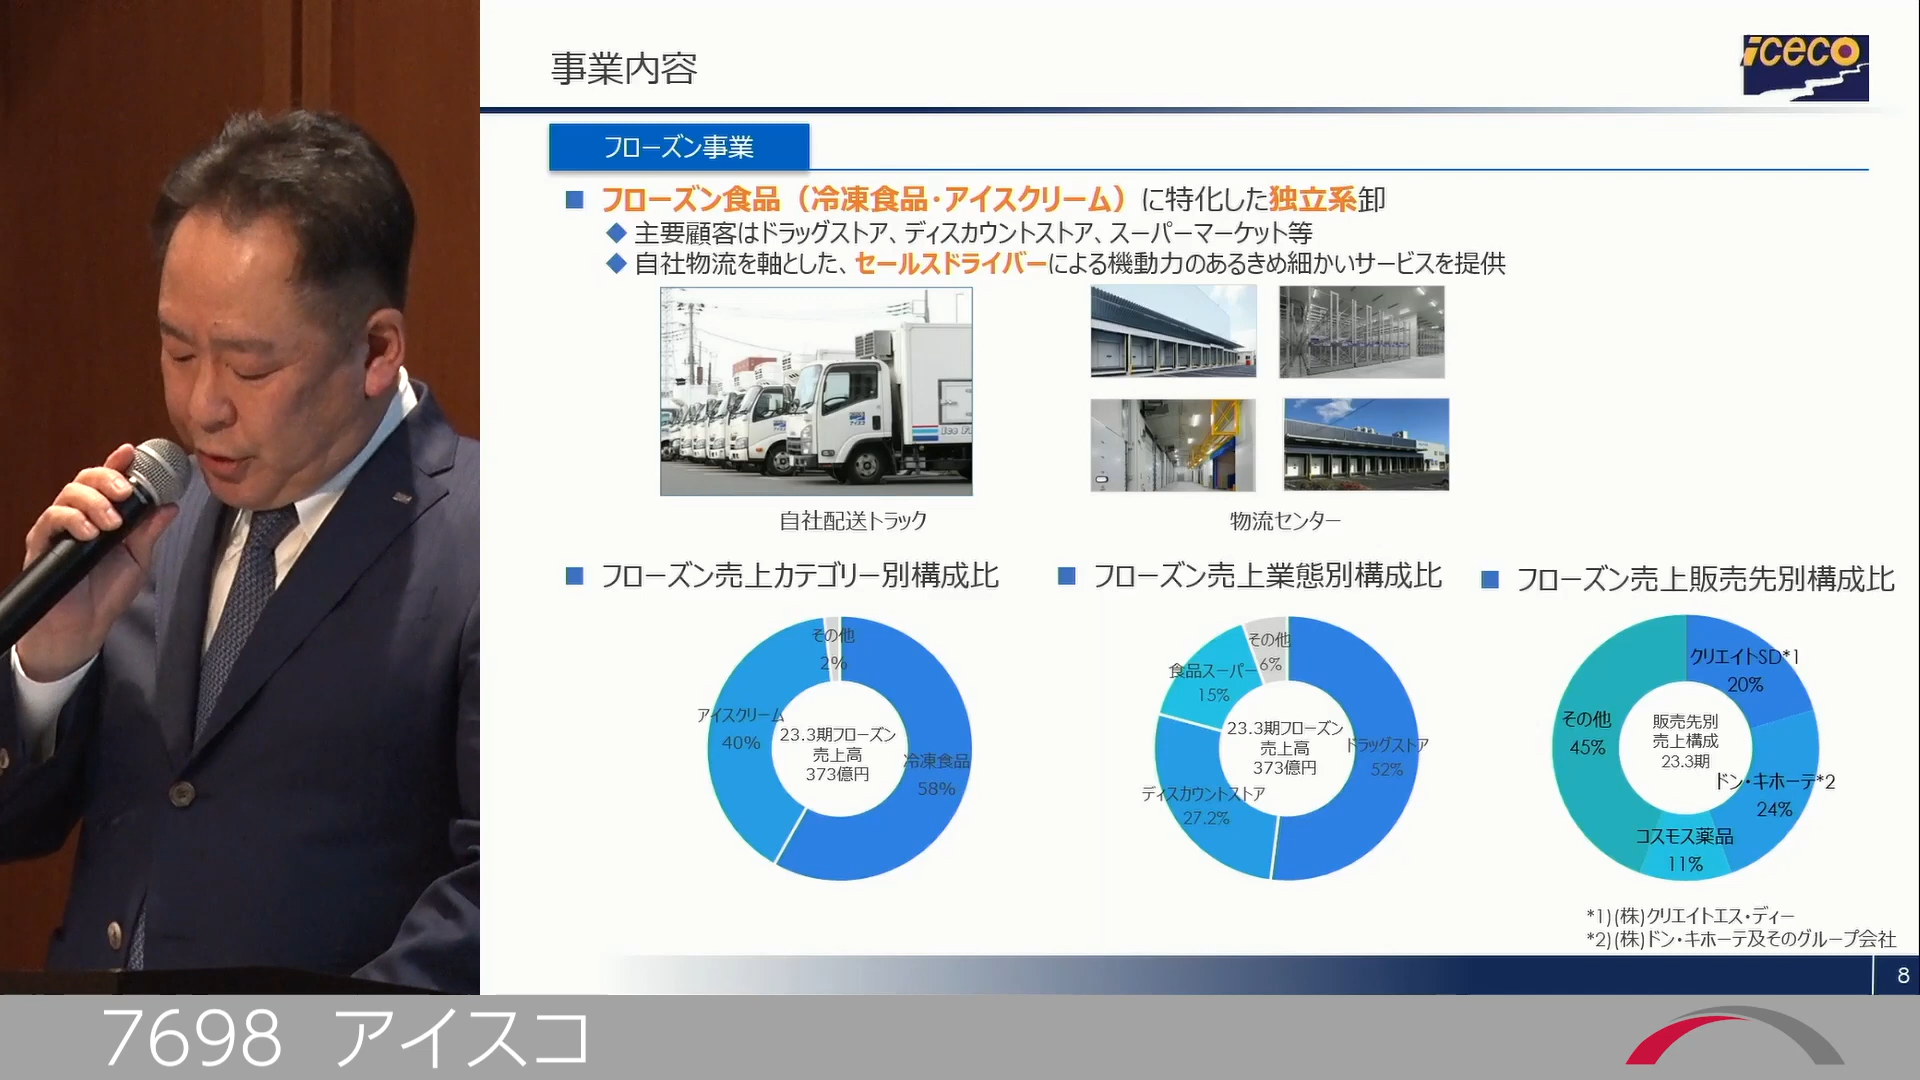 事業内容
iceco
フローズン事業
フローズン食品（冷凍食品・アイスクリーム）に特化した独立系卸
主要顧客はドラッグストア、ディスカウントストア、スーパーマーケット等
自社物流を軸とした、セールスドライバーによる機動力のあるきめ細かいサービスを提供
自社配送トラック
物流センター
フローズン売上カテゴリー別構成比
その他
2%
アイスクリーム
40%
23.3期フローズン
売上高
373億円
冷凍食品
58%
フローズン売上業態別構成比
その他
6%
食品スーパー
15%
23.3期フローズン
売上高
373億円
ドラッグストア
52%
ディスカウントストア
27.2%
フローズン売上販売先別構成比
クリエイトSD*1
20%
その他
45%
販売先別
売上構成
23.3期
ドン・キホーテ*2
24%
コスモス薬品
11%
*1)(株)クリエイトエス・ディー
*2)(株)ドン・キホーテ及そのグループ会社
8
7698 アイスコ